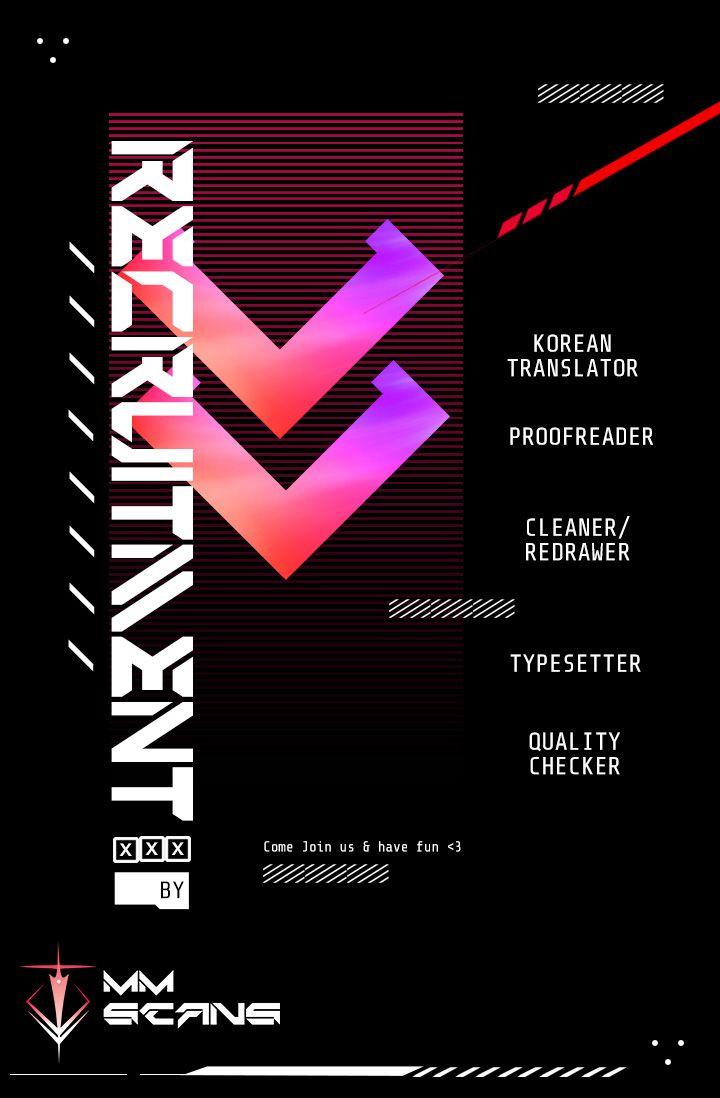 RECRUITMENT
KOREAN
TRANSLATOR
PROOFREADER
CLEANER/
REDRAWER
TYPESETTER
QUALITY
CHECKER
XXX
Come Join us & have fun <3
BY
MM
SCANS